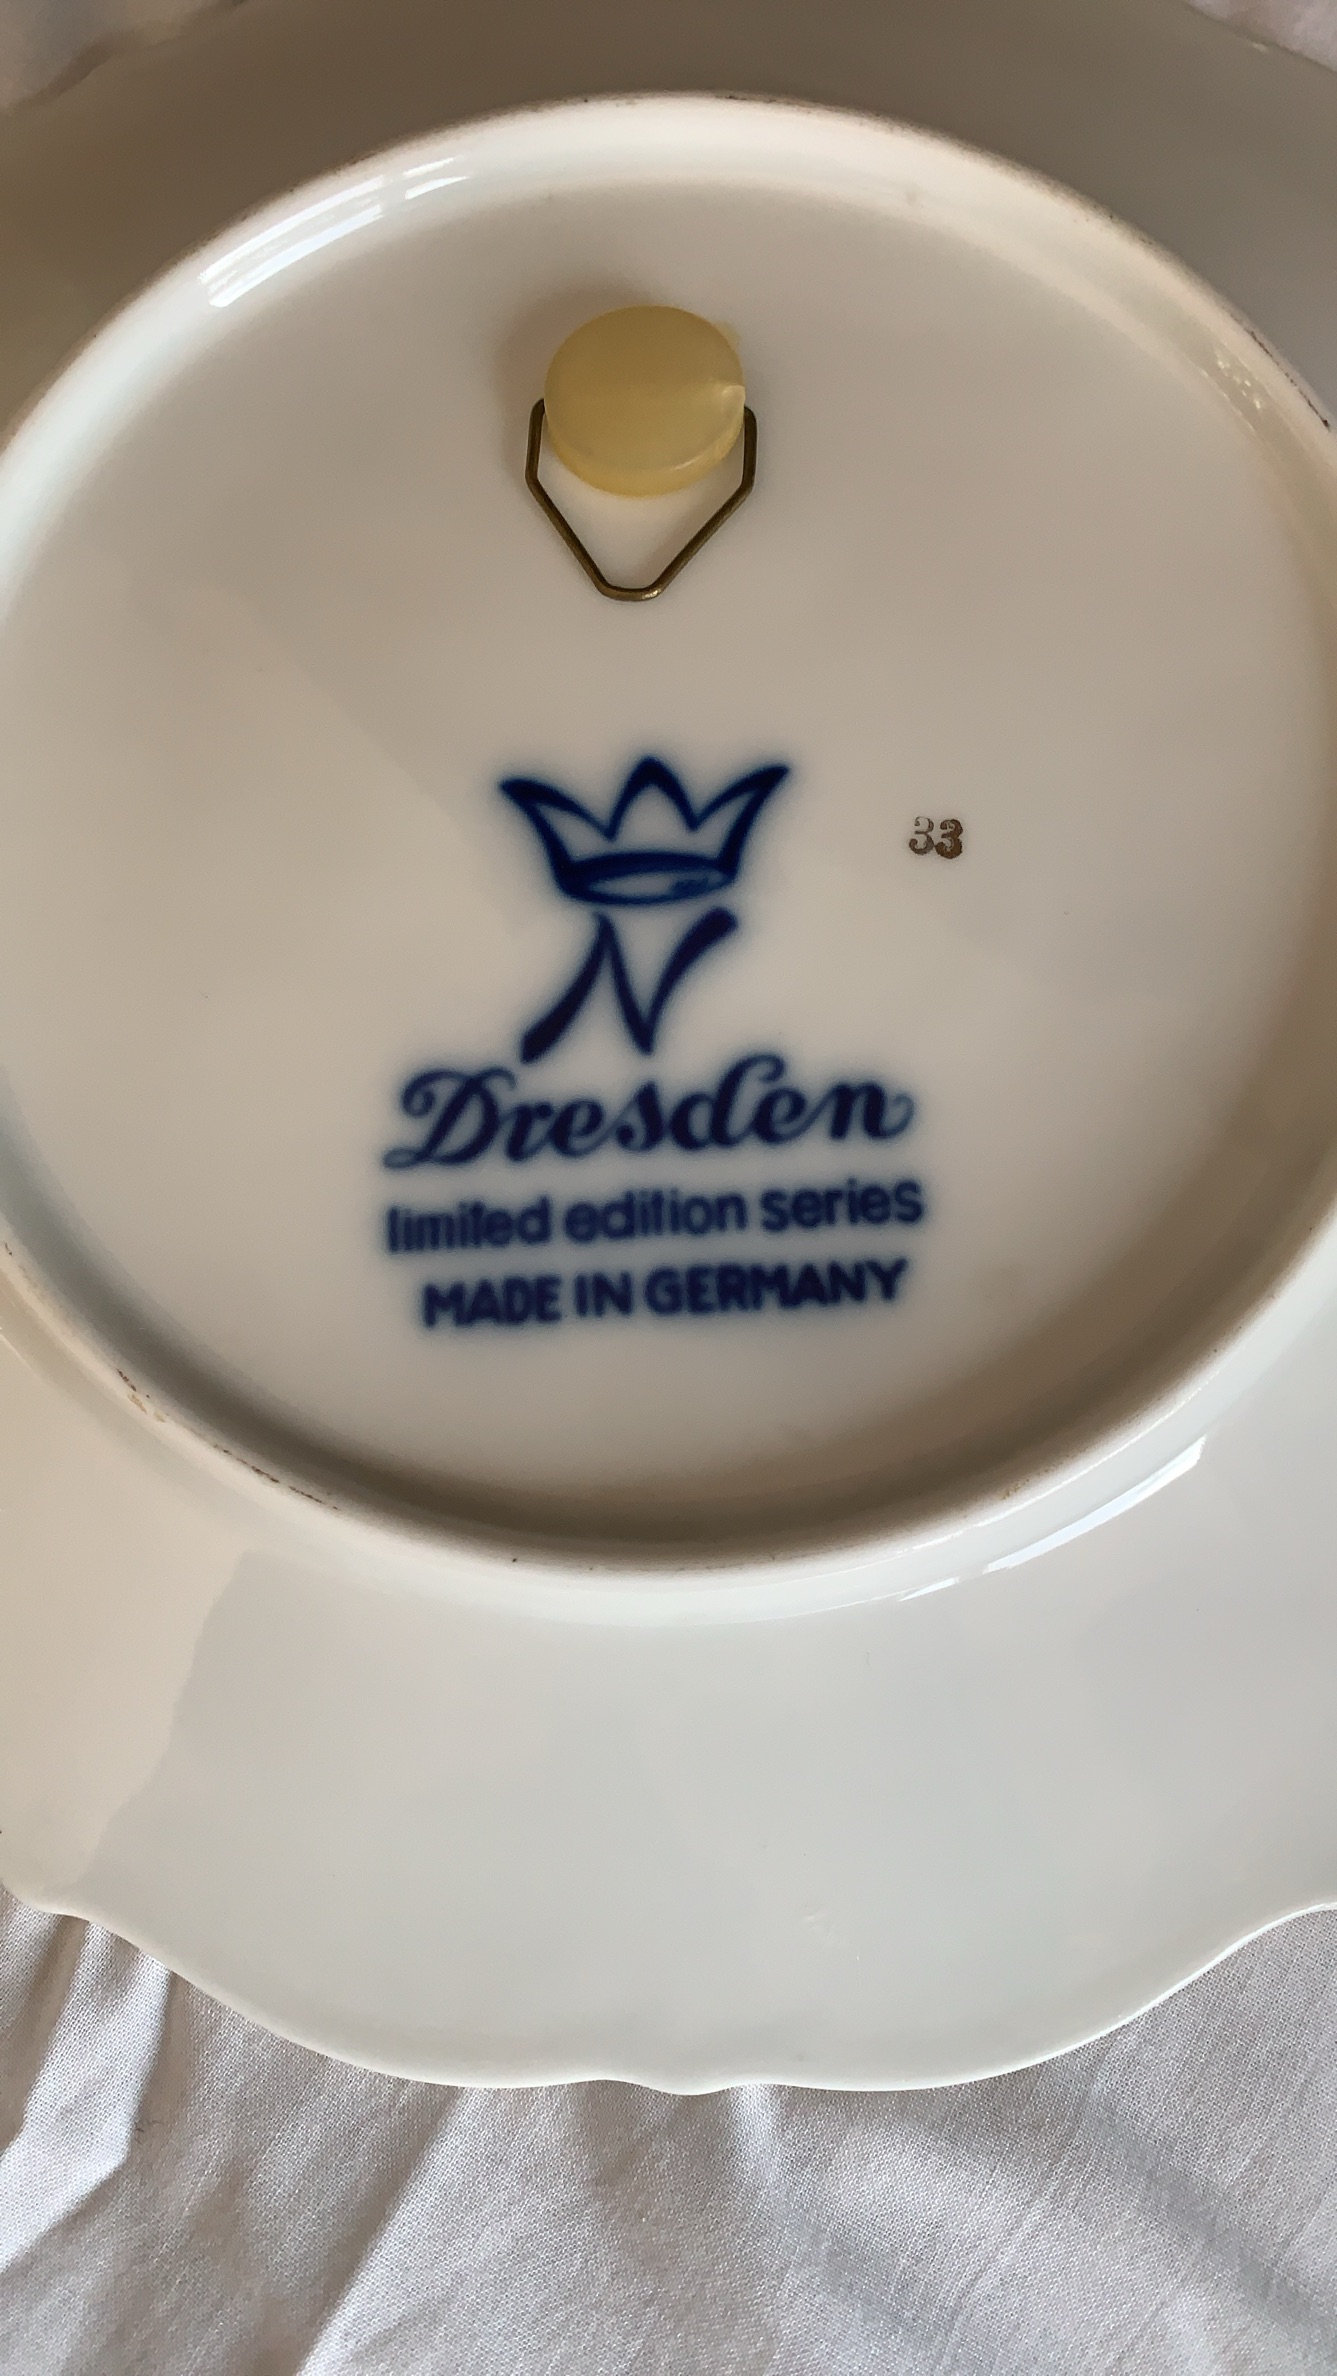 33
N
Dresden
limited edition series
MADE IN GERMANY